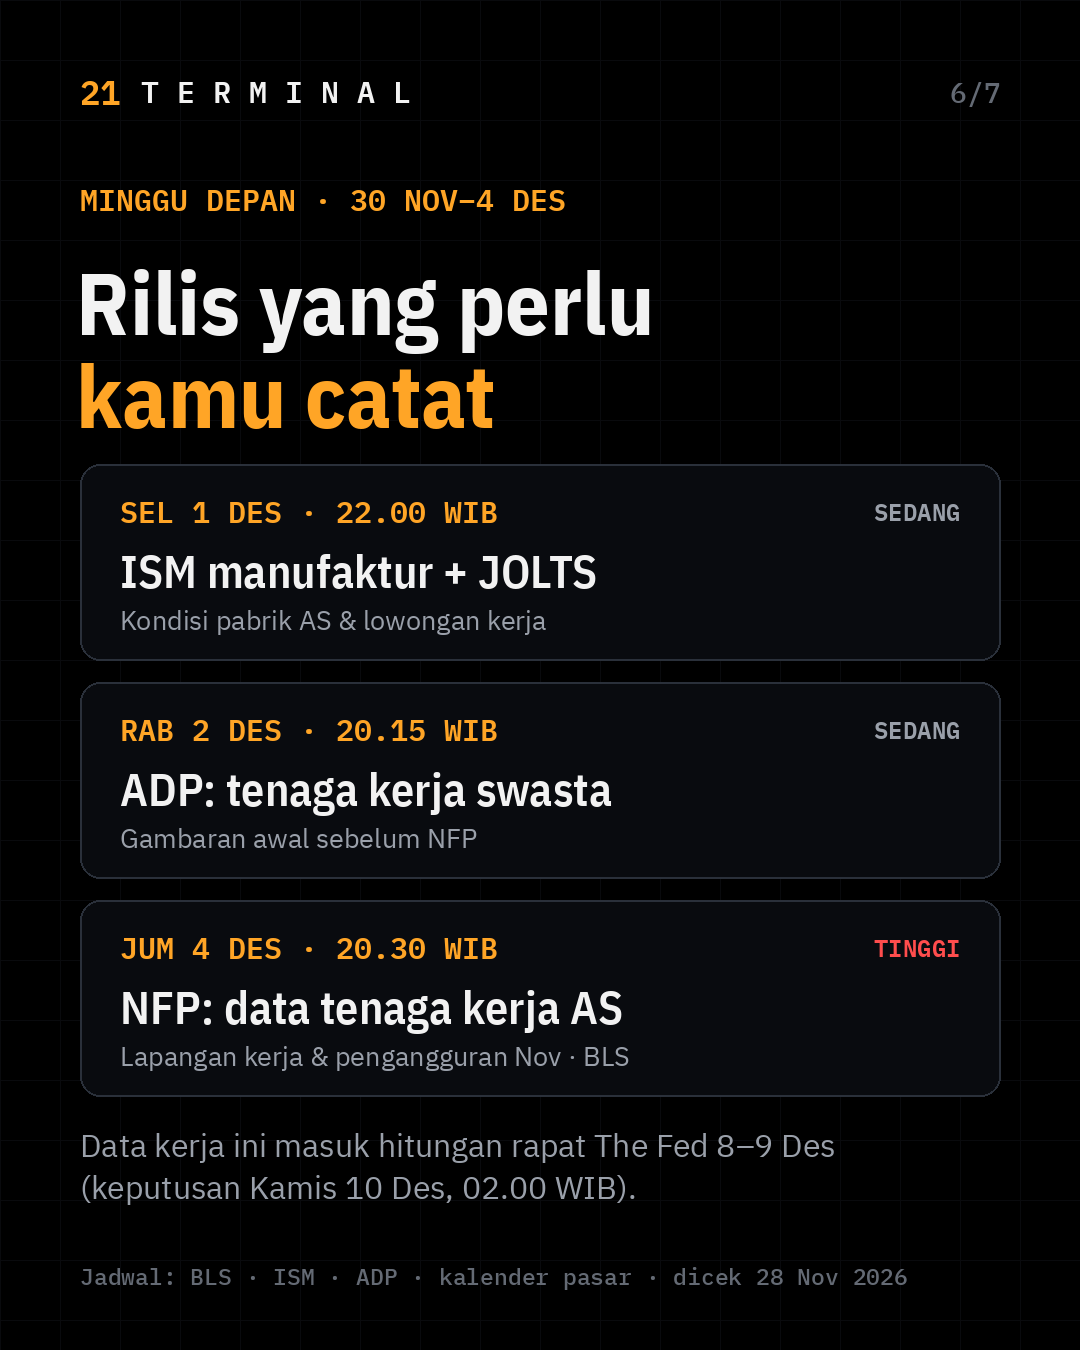 21 TERMINAL
6/7
MINGGU DEPAN · 30 NOV–4 DES
Rilis yang perlu
kamu catat
SEL 1 DES · 22.00 WIB
SEDANG
ISM manufaktur + JOLTS
Kondisi pabrik AS & lowongan kerja
RAB 2 DES · 20.15 WIB
SEDANG
ADP: tenaga kerja swasta
Gambaran awal sebelum NFP
JUM 4 DES · 20.30 WIB
TINGGI
NFP: data tenaga kerja AS
Lapangan kerja & pengangguran Nov · BLS
Data kerja ini masuk hitungan rapat The Fed 8–9 Des
(keputusan Kamis 10 Des, 02.00 WIB).
Jadwal: BLS · ISM · ADP · kalender pasar · dicek 28 Nov 2026